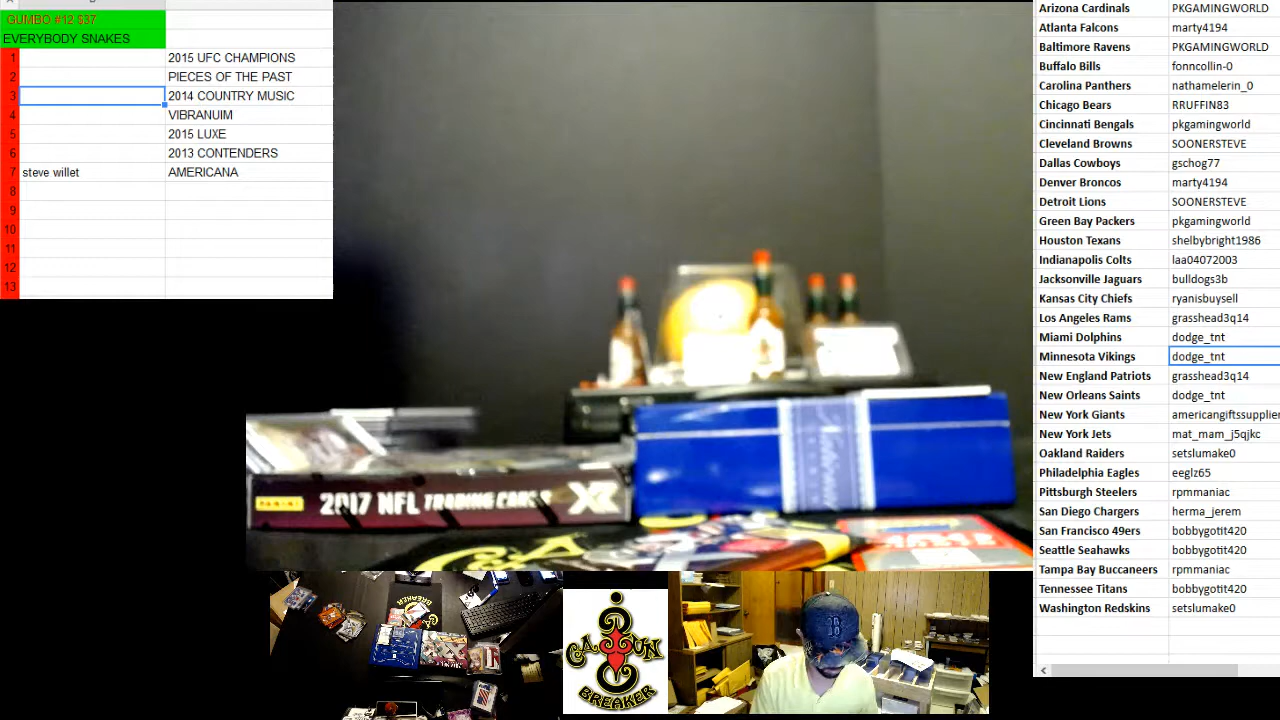 GUMBO #12 $37
EVERYBODY SNAKES
1 2015 UFC CHAMPIONS
2 PIECES OF THE PAST
3 2014 COUNTRY MUSIC
4 VIBRANUIM
5 2015 LUXE
6 2013 CONTENDERS
7 steve willet AMERICANA
8
9
10
11
12
13
Arizona Cardinals PKGAMINGWORLD
Atlanta Falcons marty4194
Baltimore Ravens PKGAMINGWORLD
Buffalo Bills fonncollin-0
Carolina Panthers nathamelerin_0
Chicago Bears RRUFFIN83
Cincinnati Bengals pkgamingworld
Cleveland Browns SOONERSTEVE
Dallas Cowboys gschog77
Denver Broncos marty4194
Detroit Lions SOONERSTEVE
Green Bay Packers pkgamingworld
Houston Texans shelbybright1986
Indianapolis Colts laa04072003
Jacksonville Jaguars bulldogs3b
Kansas City Chiefs ryanisbuysell
Los Angeles Rams grasshead3q14
Miami Dolphins dodge_tnt
Minnesota Vikings dodge_tnt
New England Patriots grasshead3q14
New Orleans Saints dodge_tnt
New York Giants americangiftssupplier
New York Jets mat_mam_j5qjkc
Oakland Raiders setslumake0
Philadelphia Eagles eeglz65
Pittsburgh Steelers rpmmaniac
San Diego Chargers herma_jerem
San Francisco 49ers bobbygotit420
Seattle Seahawks bobbygotit420
Tampa Bay Buccaneers rpmmaniac
Tennessee Titans bobbygotit420
Washington Redskins setslumake0
PANINI 2017 NFL TRADING CARDS XR
CAJUN
BREAKER